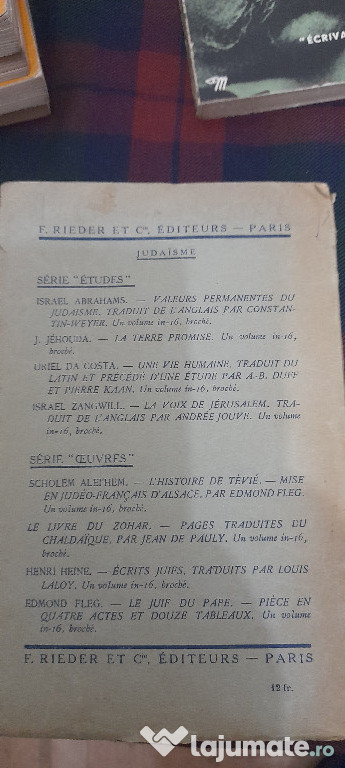 "ÉCRIVA
F. RIEDER ET Cie, ÉDITEURS — PARIS
JUDAÏSME
SÉRIE "ÉTUDES"
ISRAEL ABRAHAMS. — VALEURS PERMANENTES DU
JUDAISME. TRADUIT DE L'ANGLAIS PAR CONSTAN-
TIN-WEYER. Un volume in-16, broché.
J. JÉHOUDA. — LA TERRE PROMISE. Un volume in-16,
broché.
URIEL DA COSTA. — UNE VIE HUMAINE. TRADUIT DU
LATIN ET PRÉCÉDÉ D'UNE ÉTUDE PAR A.-B. DUFF
ET PIERRE KAAN. Un volume in-16, broché.
ISRAEL ZANGWILL. — LA VOIX DE JÉRUSALEM. TRA-
DUIT DE L'ANGLAIS PAR ANDRÉE JOUVE. Un volume
in-16, broché.
SÉRIE "ŒUVRES"
SCHOLEM ALEÏHEM. — L'HISTOIRE DE TÉVIÉ. — MISE
EN JUDÉO-FRANÇAIS D'ALSACE, PAR EDMOND FLEG.
Un volume in-16, broché.
LE LIVRE DU ZOHAR. — PAGES TRADUITES DU
CHALDAÏQUE, PAR JEAN DE PAULY. Un volume in-16,
broché.
HENRI HEINE. — ÉCRITS JUIFS, TRADUITS PAR LOUIS
LALOY. Un volume in-16, broché.
EDMOND FLEG. — LE JUIF DU PAPE. — PIÈCE EN
QUATRE ACTES ET DOUZE TABLEAUX. Un volume
in-16, broché.
F. RIEDER ET Cie, ÉDITEURS — PARIS
12 fr.
lajumate.ro